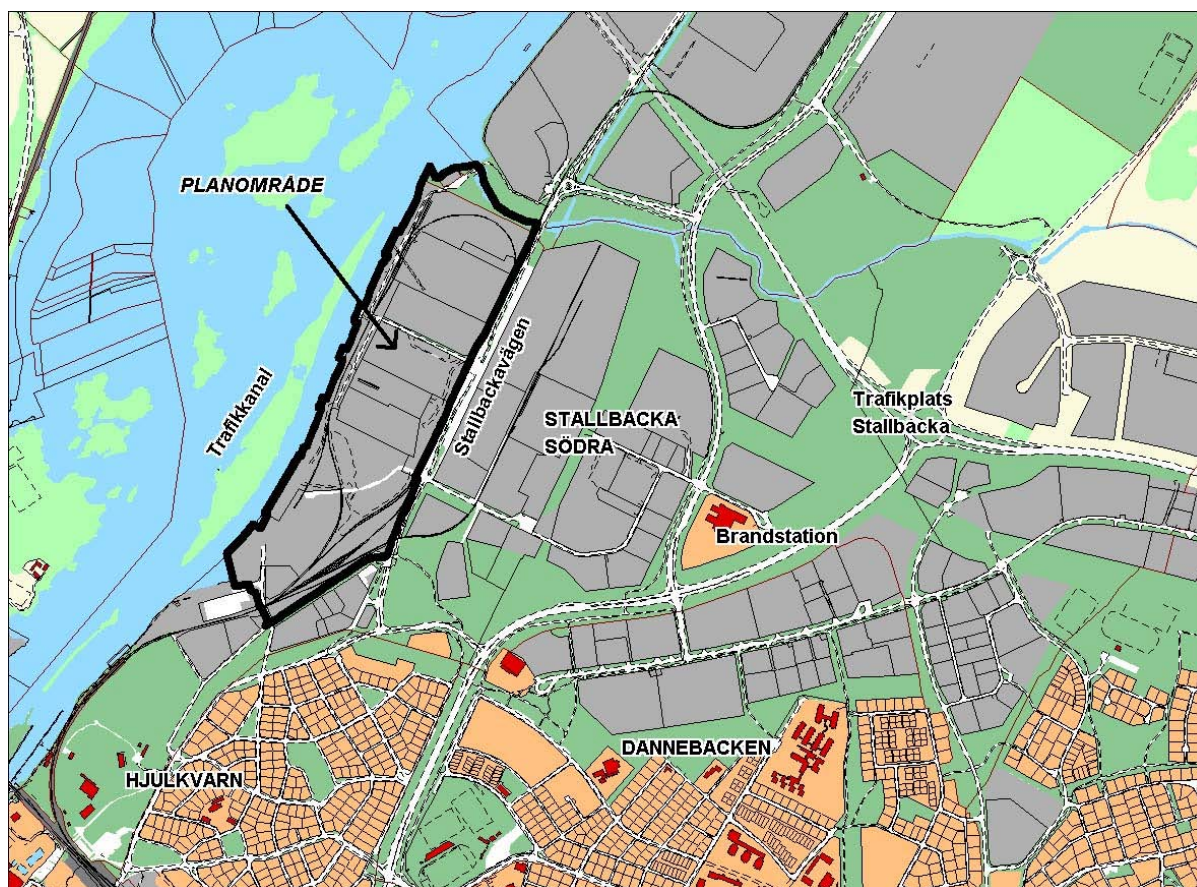 PLANOMRÅDE
Trafikkanal
Stallbackavägen
STALLBACKA
SÖDRA
Trafikplats
Stallbacka
Brandstation
DANNEBACKEN
HJULKVARN